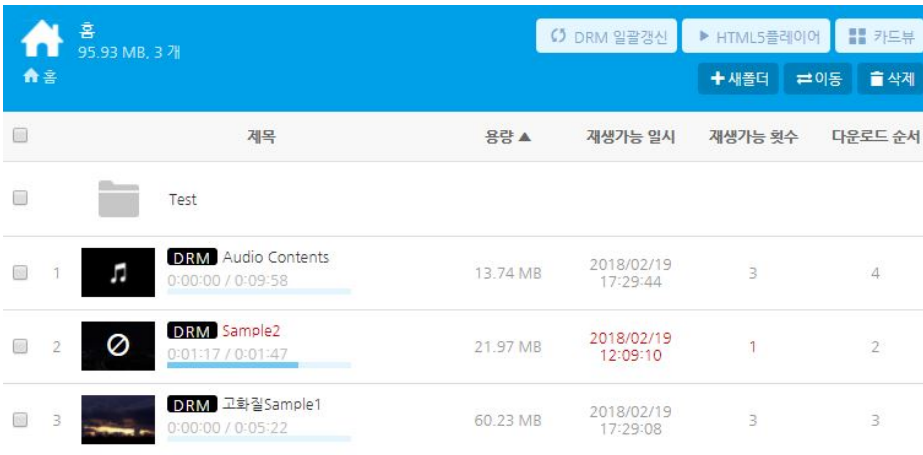 홈
95.93 MB, 3 개
홈
DRM 일괄갱신
HTML5플레이어
카드뷰
새폴더
이동
삭제
제목 용량 ▲ 재생가능 일시 재생가능 횟수 다운로드 순서
Test
1 DRM Audio Contents 0:00:00 / 0:09:58 13.74 MB 2018/02/19 17:29:44 3 4
2 DRM Sample2 0:01:17 / 0:01:47 21.97 MB 2018/02/19 12:09:10 1 2
3 DRM 고화질Sample1 0:00:00 / 0:05:22 60.23 MB 2018/02/19 17:29:08 3 3